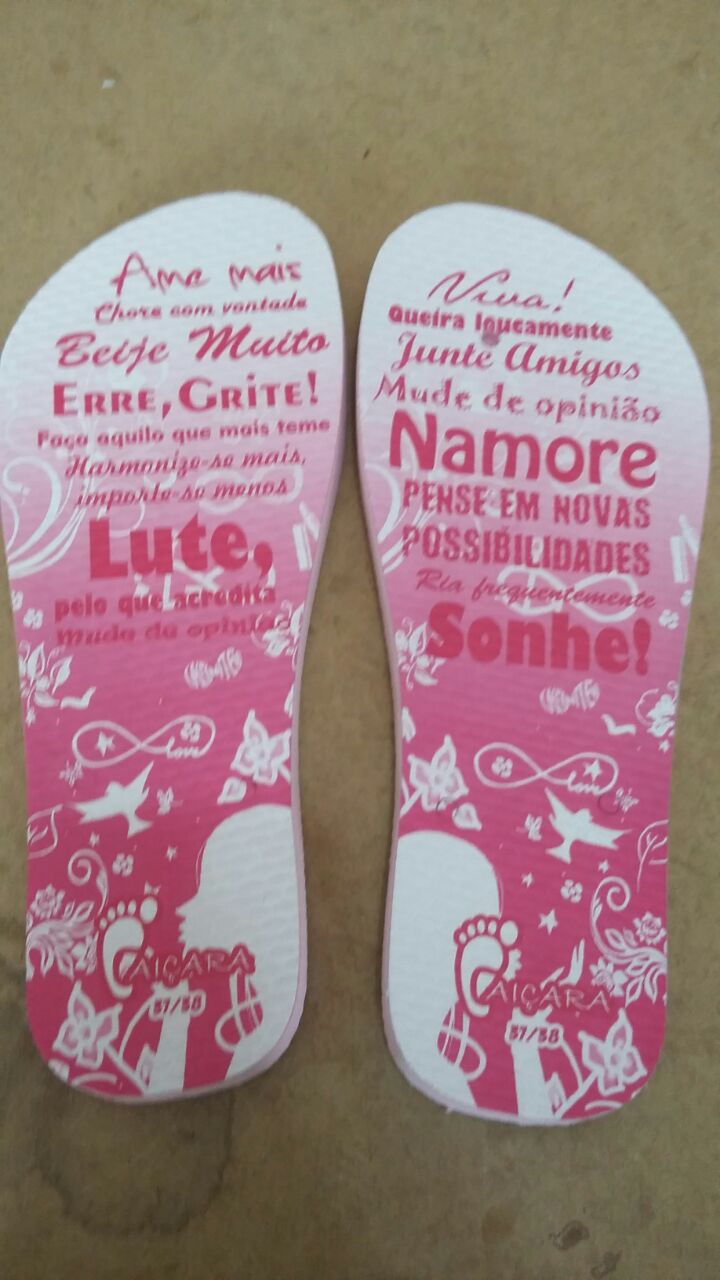 Ame mais
Chore com vontade
Beije Muito
ERRE, GRITE!
Faça aquilo que mais teme
Harmonize-se mais,
importe-se menos
Lute,
pelo que acredita
Mude de opinião
love
CAIÇARA
37/38
Viva!
Queira loucamente
Junte Amigos
Mude de opinião
Namore
PENSE EM NOVAS
POSSIBILIDADES
Ria frequentemente
Sonhe!
love
CAIÇARA
37/38